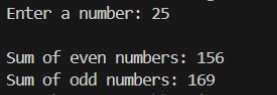 Enter a number: 25
Sum of even numbers: 156
Sum of odd numbers: 169